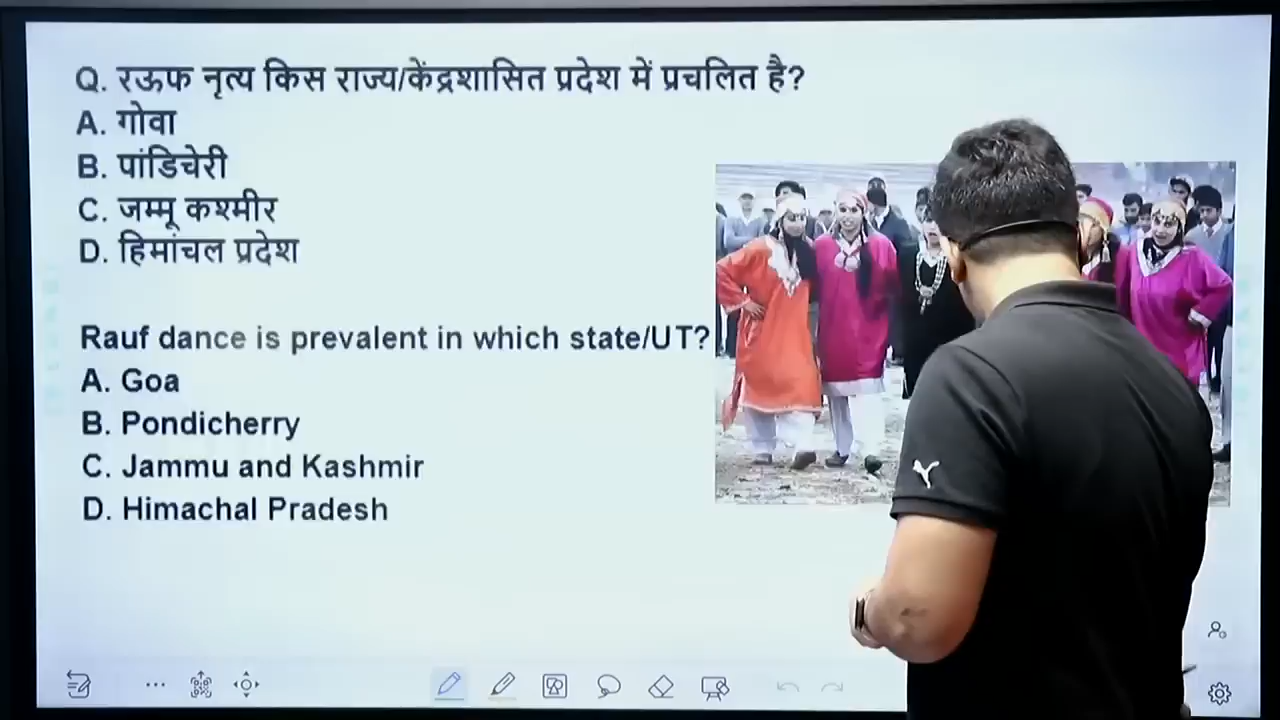 Q. रऊफ नृत्य किस राज्य/केंद्रशासित प्रदेश में प्रचलित है?
A. गोवा
B. पांडिचेरी
C. जम्मू कश्मीर
D. हिमांचल प्रदेश
Rauf dance is prevalent in which state/UT?
A. Goa
B. Pondicherry
C. Jammu and Kashmir
D. Himachal Pradesh